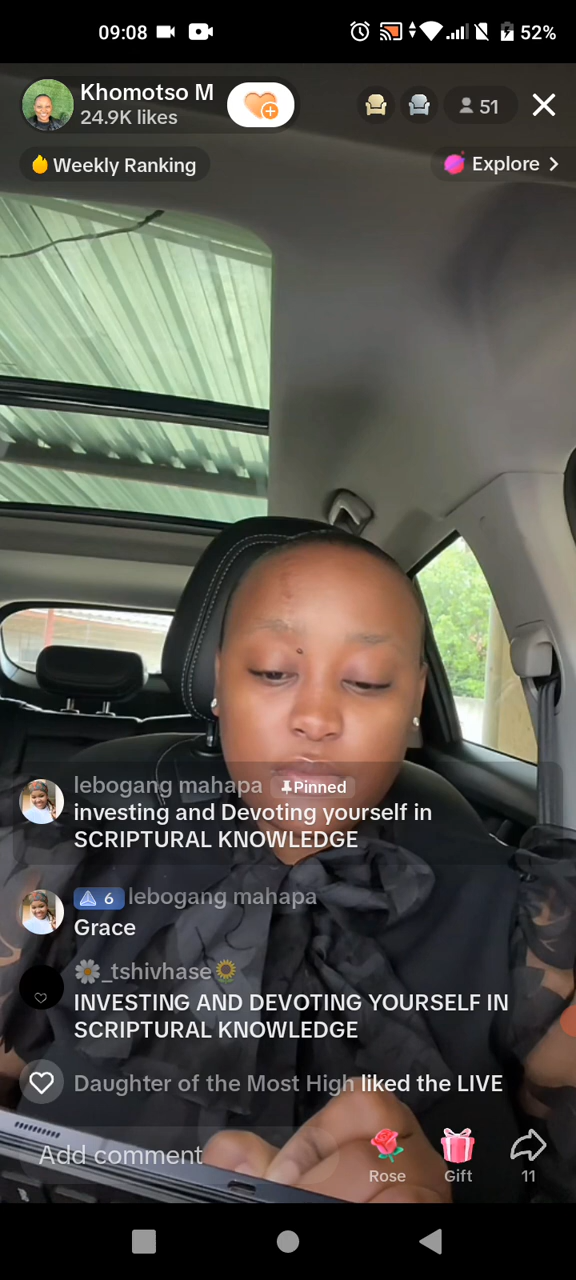 09:08
52%
Khomotso M
24.9K likes
51
Weekly Ranking
Explore
lebogang mahapa Pinned
investing and Devoting yourself in
SCRIPTURAL KNOWLEDGE
6 lebogang mahapa
Grace
🌼_tshivhase🌻
INVESTING AND DEVOTING YOURSELF IN
SCRIPTURAL KNOWLEDGE
Daughter of the Most High liked the LIVE
Add comment
Rose
Gift
11